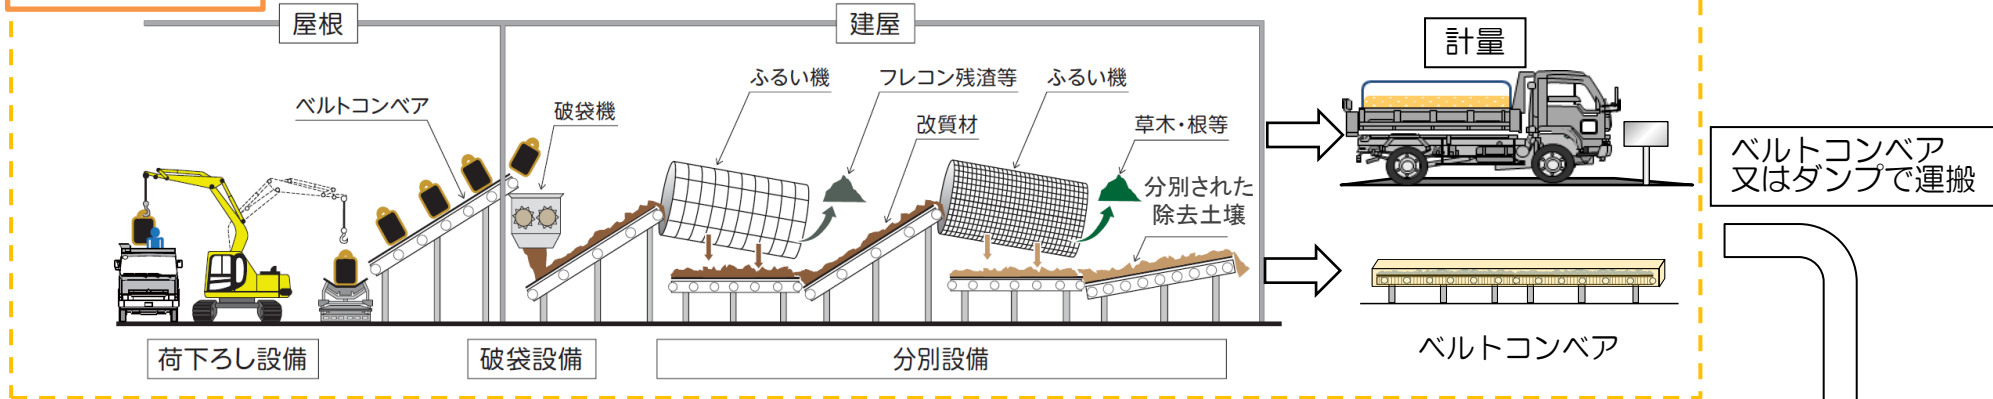 屋根
建屋
計量
ふるい機
フレコン残渣等
ふるい機
ベルトコンベア
破袋機
改質材
草木・根等
ベルトコンベア
又はダンプで運搬
分別された
除去土壌
荷下ろし設備
破袋設備
分別設備
ベルトコンベア